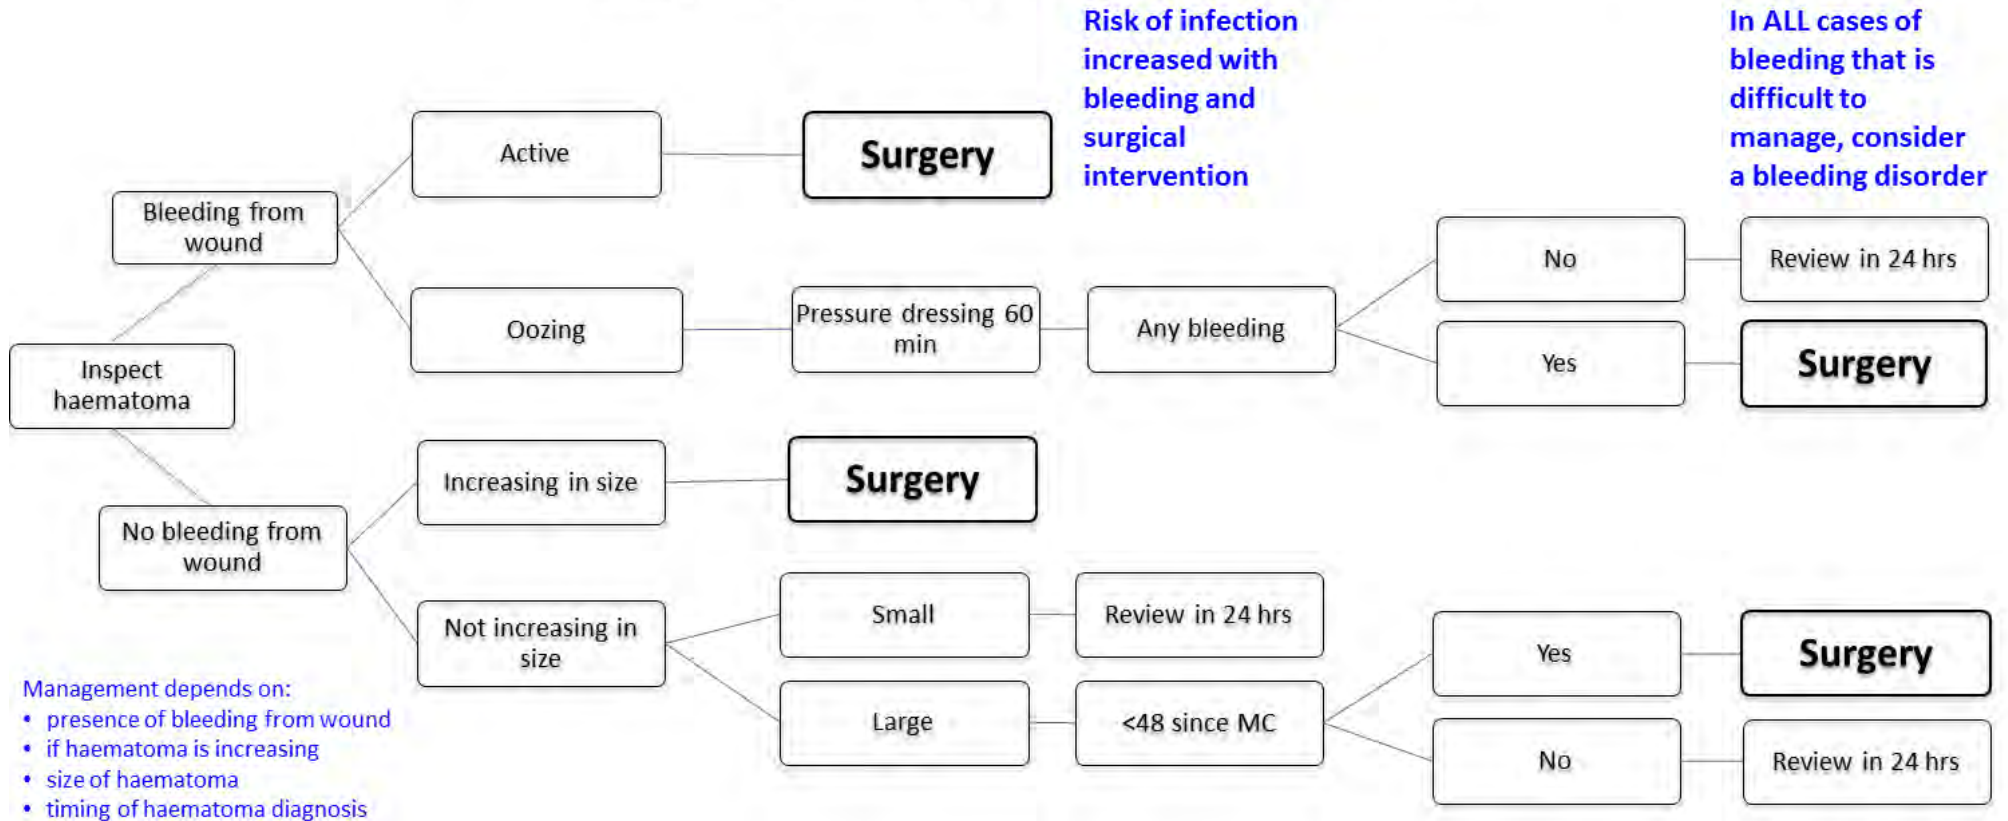 Risk of infection
increased with
bleeding and
surgical
intervention
In ALL cases of
bleeding that is
difficult to
manage, consider
a bleeding disorder
Inspect
haematoma
Bleeding from
wound
Active
Surgery
Oozing
Pressure dressing 60
min
Any bleeding
No
Review in 24 hrs
Yes
Surgery
No bleeding from
wound
Increasing in size
Surgery
Not increasing in
size
Small
Review in 24 hrs
Large
<48 since MC
Yes
Surgery
No
Review in 24 hrs
Management depends on:
• presence of bleeding from wound
• if haematoma is increasing
• size of haematoma
• timing of haematoma diagnosis